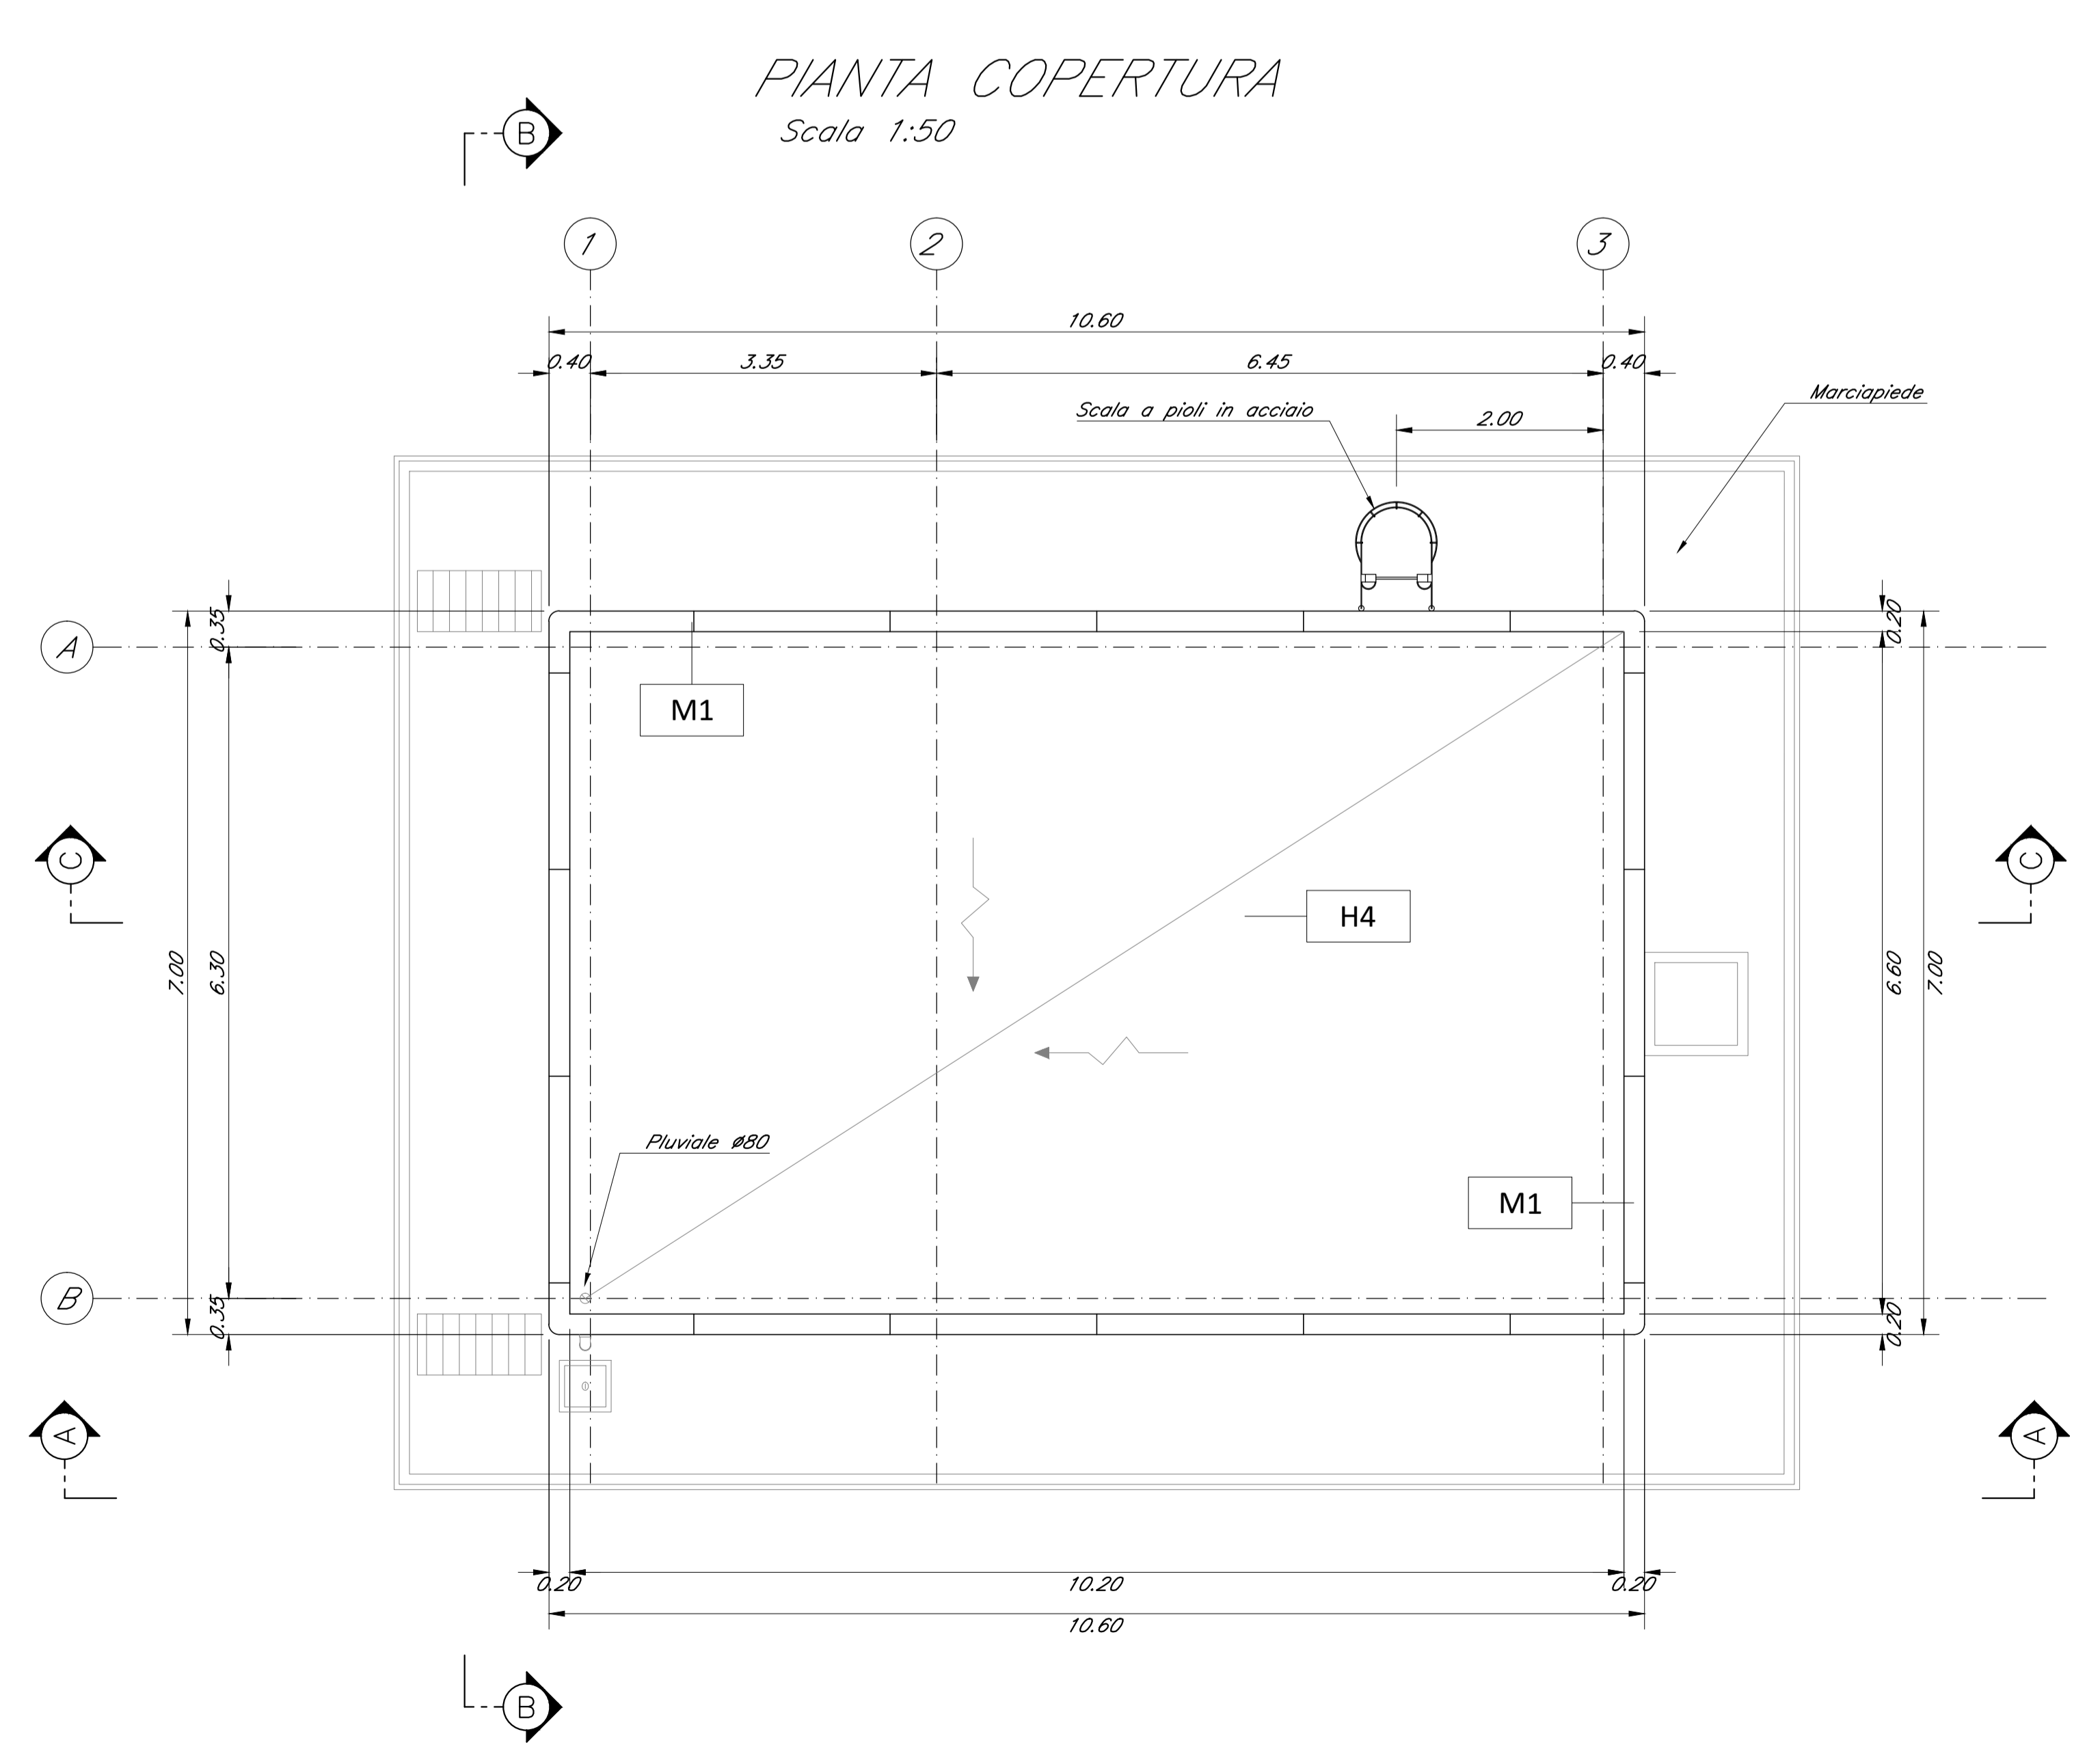 PIANTA COPERTURA
Scala 1:50
B
1
2
3
10.60
0.40
3.35
6.45
0.40
Marciapiede
Scala a pioli in acciaio
2.00
0.35
0.20
A
M1
C
C
H4
7.00
6.30
6.60
7.00
Pluviale ø80
M1
B
0.35
0.20
A
A
0.20
10.20
0.20
10.60
B